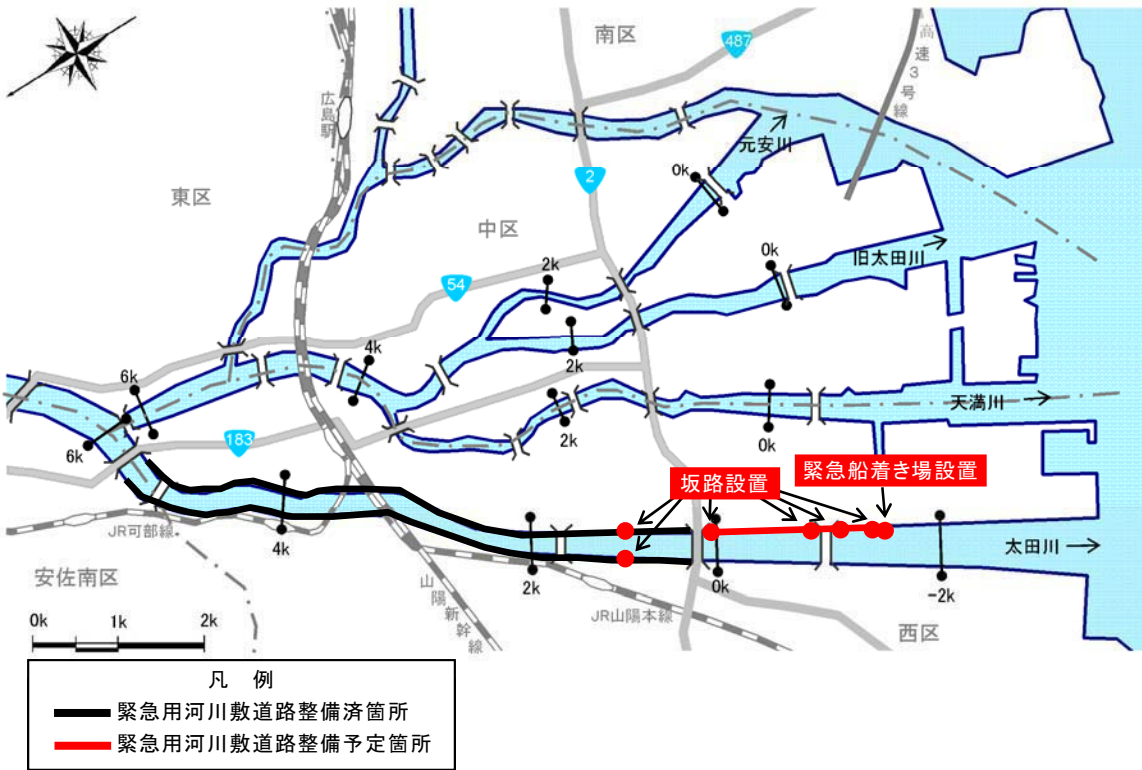 南区
487
高速3号線
広島駅
元安川
0k
2
東区
中区
旧太田川
0k
2k
54
2k
4k
6k
天満川
6k
183
2k
0k
坂路設置
緊急船着き場設置
JR可部線
4k
2k
0k
太田川
-2k
安佐南区
山陽新幹線
JR山陽本線
西区
0k 1k 2k
凡 例
緊急用河川敷道路整備済箇所
緊急用河川敷道路整備予定箇所